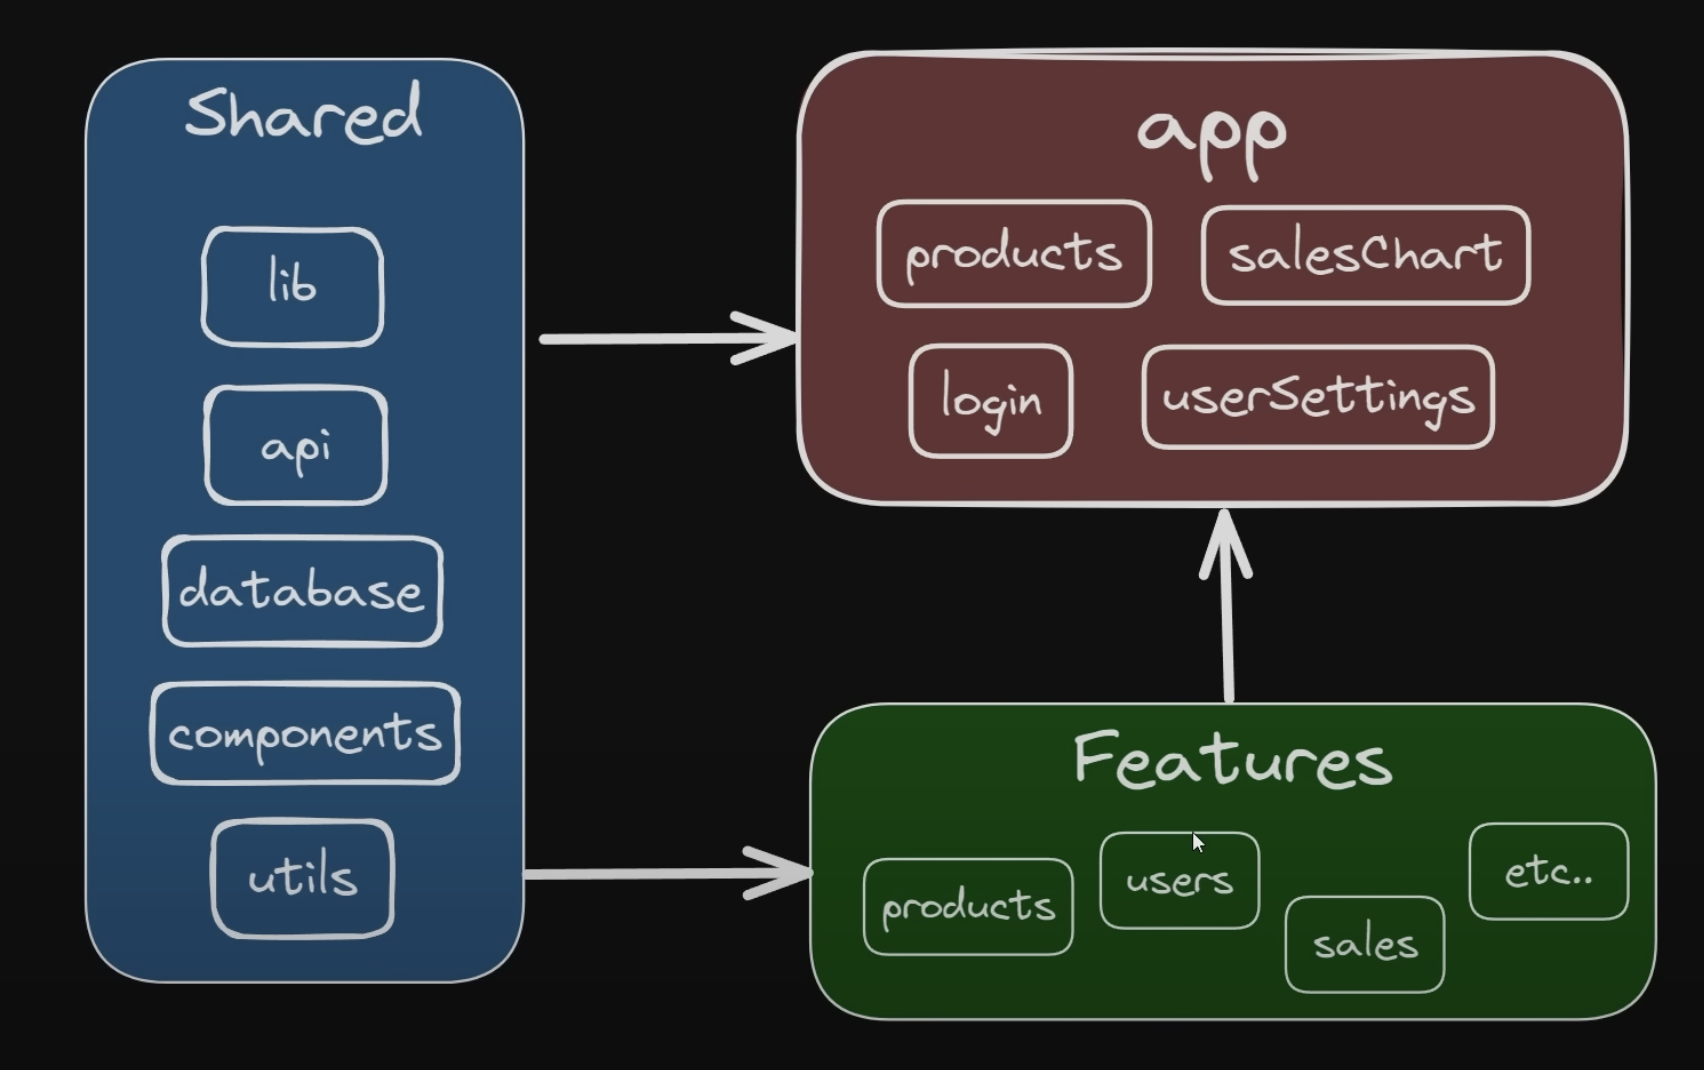 Shared
lib
api
database
components
utils
app
products
salesChart
login
userSettings
Features
products
users
sales
etc..